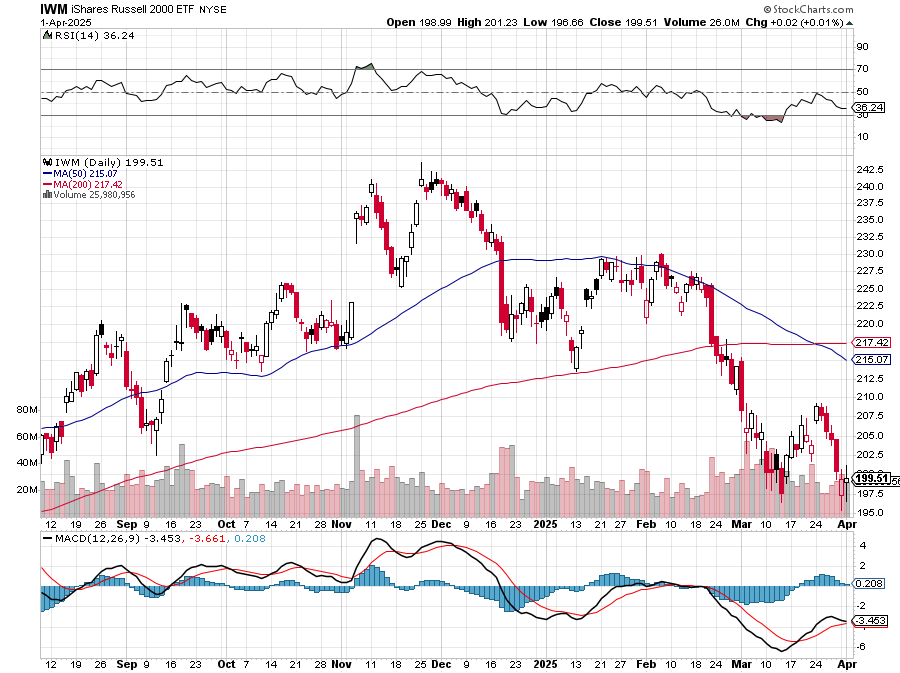 IWM iShares Russell 2000 ETF NYSE
© StockCharts.com
1-Apr-2025
Open 198.99 High 201.23 Low 196.66 Close 199.51 Volume 26.0M Chg +0.02 (+0.01%)
RSI(14) 36.24
90
70
50
36.24
30
10
IWM (Daily) 199.51
MA(50) 215.07
MA(200) 217.42
Volume 25,980,956
242.5
240.0
237.5
235.0
232.5
230.0
227.5
225.0
222.5
220.0
217.42
215.07
212.5
210.0
207.5
205.0
202.5
199.51
197.5
195.0
80M
60M
40M
20M
12 19 26 Sep 9 16 23 Oct 7 14 21 28 Nov 11 18 25 Dec 9 16 23 2025 13 21 27 Feb 10 18 24 Mar 10 17 24 Apr
MACD(12,26,9) -3.453, -3.661, 0.208
4
2
0.208
-2
-3.453
-6
12 19 26 Sep 9 16 23 Oct 7 14 21 28 Nov 11 18 25 Dec 9 16 23 2025 13 21 27 Feb 10 18 24 Mar 10 17 24 Apr